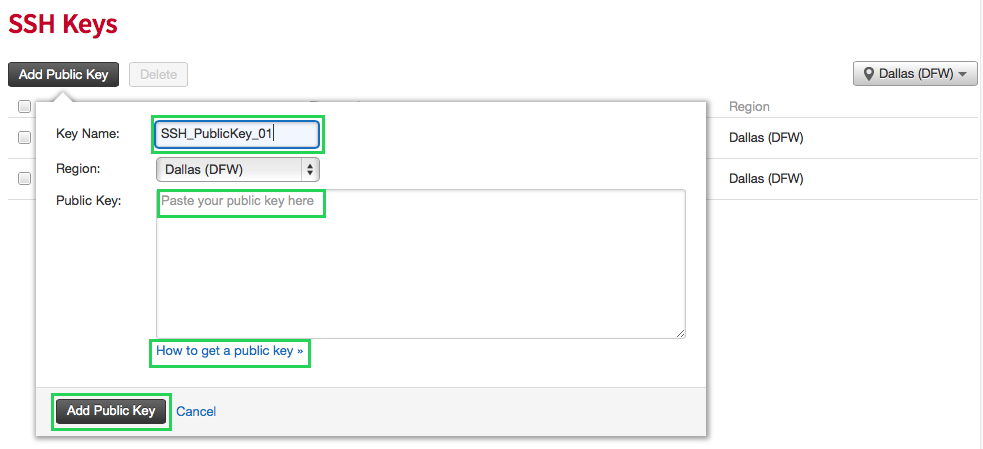 SSH Keys
Add Public Key Delete Dallas (DFW)
Region
Key Name: SSH_PublicKey_01 Dallas (DFW)
Region: Dallas (DFW) Dallas (DFW)
Public Key: Paste your public key here
How to get a public key »
Add Public Key Cancel